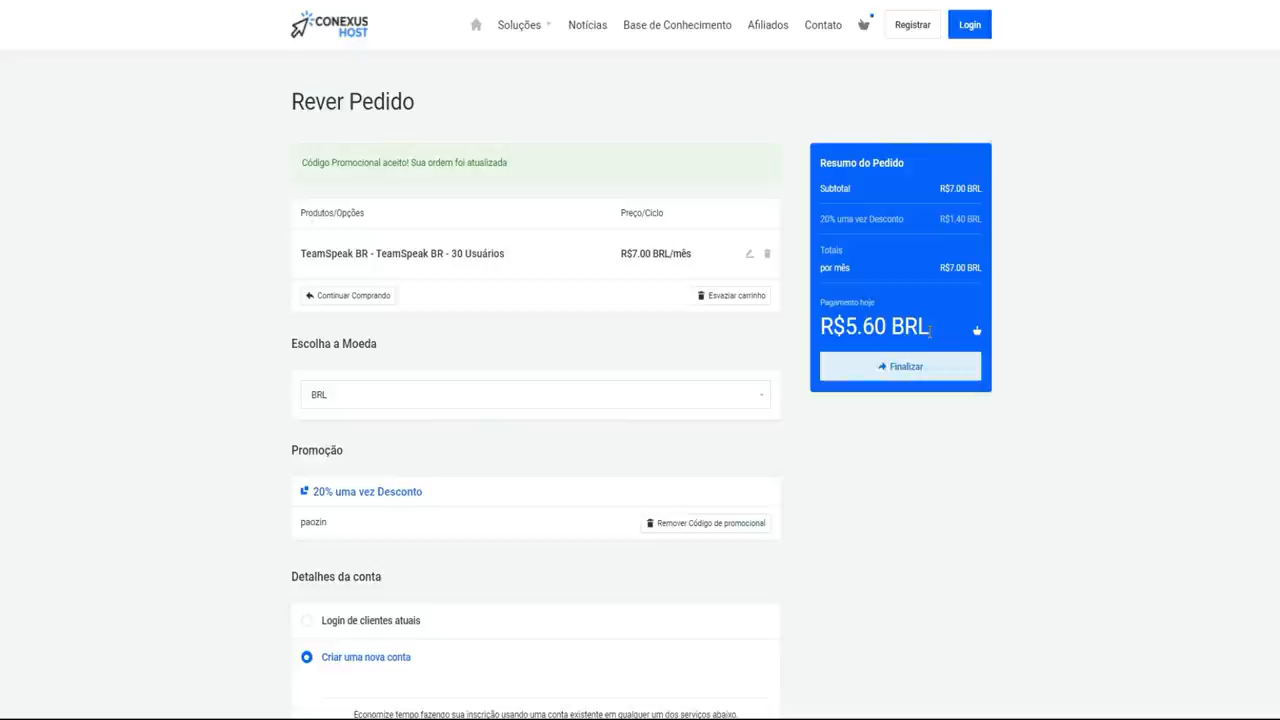 CONEXUS
HOST
Soluções
Notícias
Base de Conhecimento
Afiliados
Contato
Registrar
Login
Rever Pedido
Código Promocional aceito! Sua ordem foi atualizada
Produtos/Opções
Preço/Ciclo
TeamSpeak BR - TeamSpeak BR - 30 Usuários
R$7.00 BRL/mês
Continuar Comprando
Esvaziar carrinho
Escolha a Moeda
BRL
Promoção
20% uma vez Desconto
paozin
Remover Código de promocional
Detalhes da conta
Login de clientes atuais
Criar uma nova conta
Economize tempo fazendo sua inscrição usando uma conta existente em qualquer um dos serviços abaixo.
Resumo do Pedido
Subtotal R$7.00 BRL
20% uma vez Desconto R$1.40 BRL
Totais
por mês R$7.00 BRL
Pagamento hoje
R$5.60 BRL
Finalizar